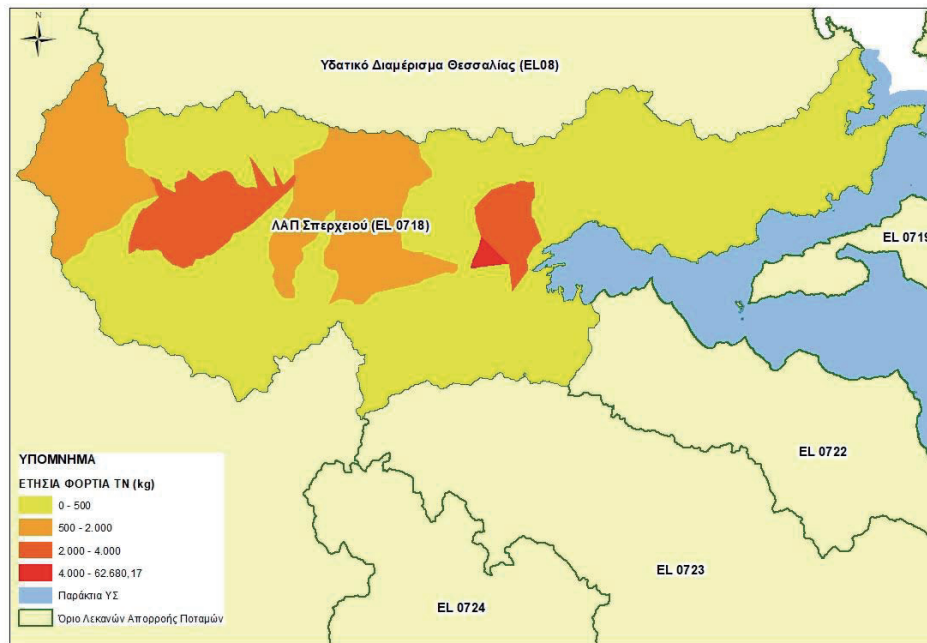 N
Υδατικό Διαμέρισμα Θεσσαλίας (EL08)
ΛΑΠ Σπερχειού (EL 0718)
EL 0719
EL 0722
EL 0723
EL 0724
ΥΠΟΜΝΗΜΑ
ΕΤΗΣΙΑ ΦΟΡΤΙΑ TN (kg)
0 - 500
500 - 2.000
2.000 - 4.000
4.000 - 62.680,17
Παράκτια ΥΣ
Όριο Λεκανών Απορροής Ποταμών